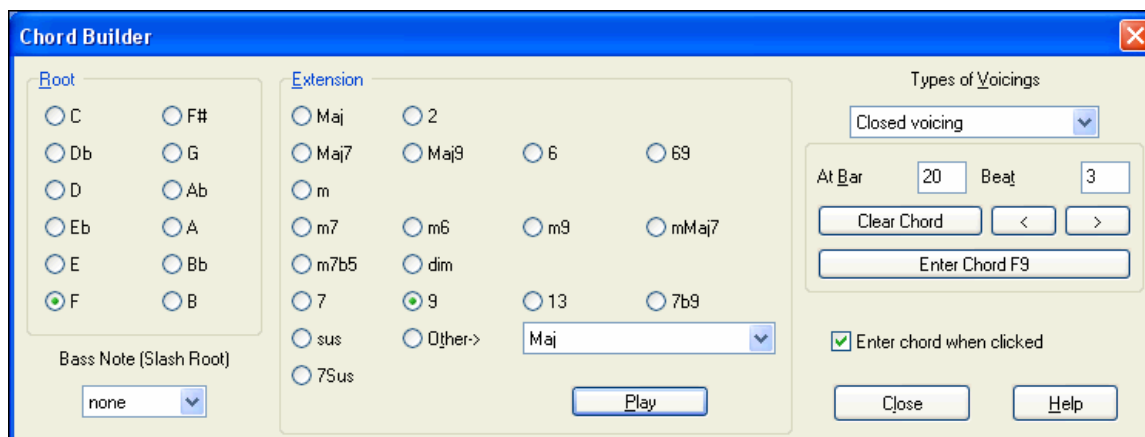 Chord Builder
Root
C F#
Db G
D Ab
Eb A
E Bb
F B
Bass Note (Slash Root)
none
Extension
Maj 2
Maj7 Maj9 6 69
m
m7 m6 m9 mMaj7
m7b5 dim
7 9 13 7b9
sus Other-> Maj
7Sus
Play
Types of Voicings
Closed voicing
At Bar 20 Beat 3
Clear Chord < >
Enter Chord F9
Enter chord when clicked
Close Help